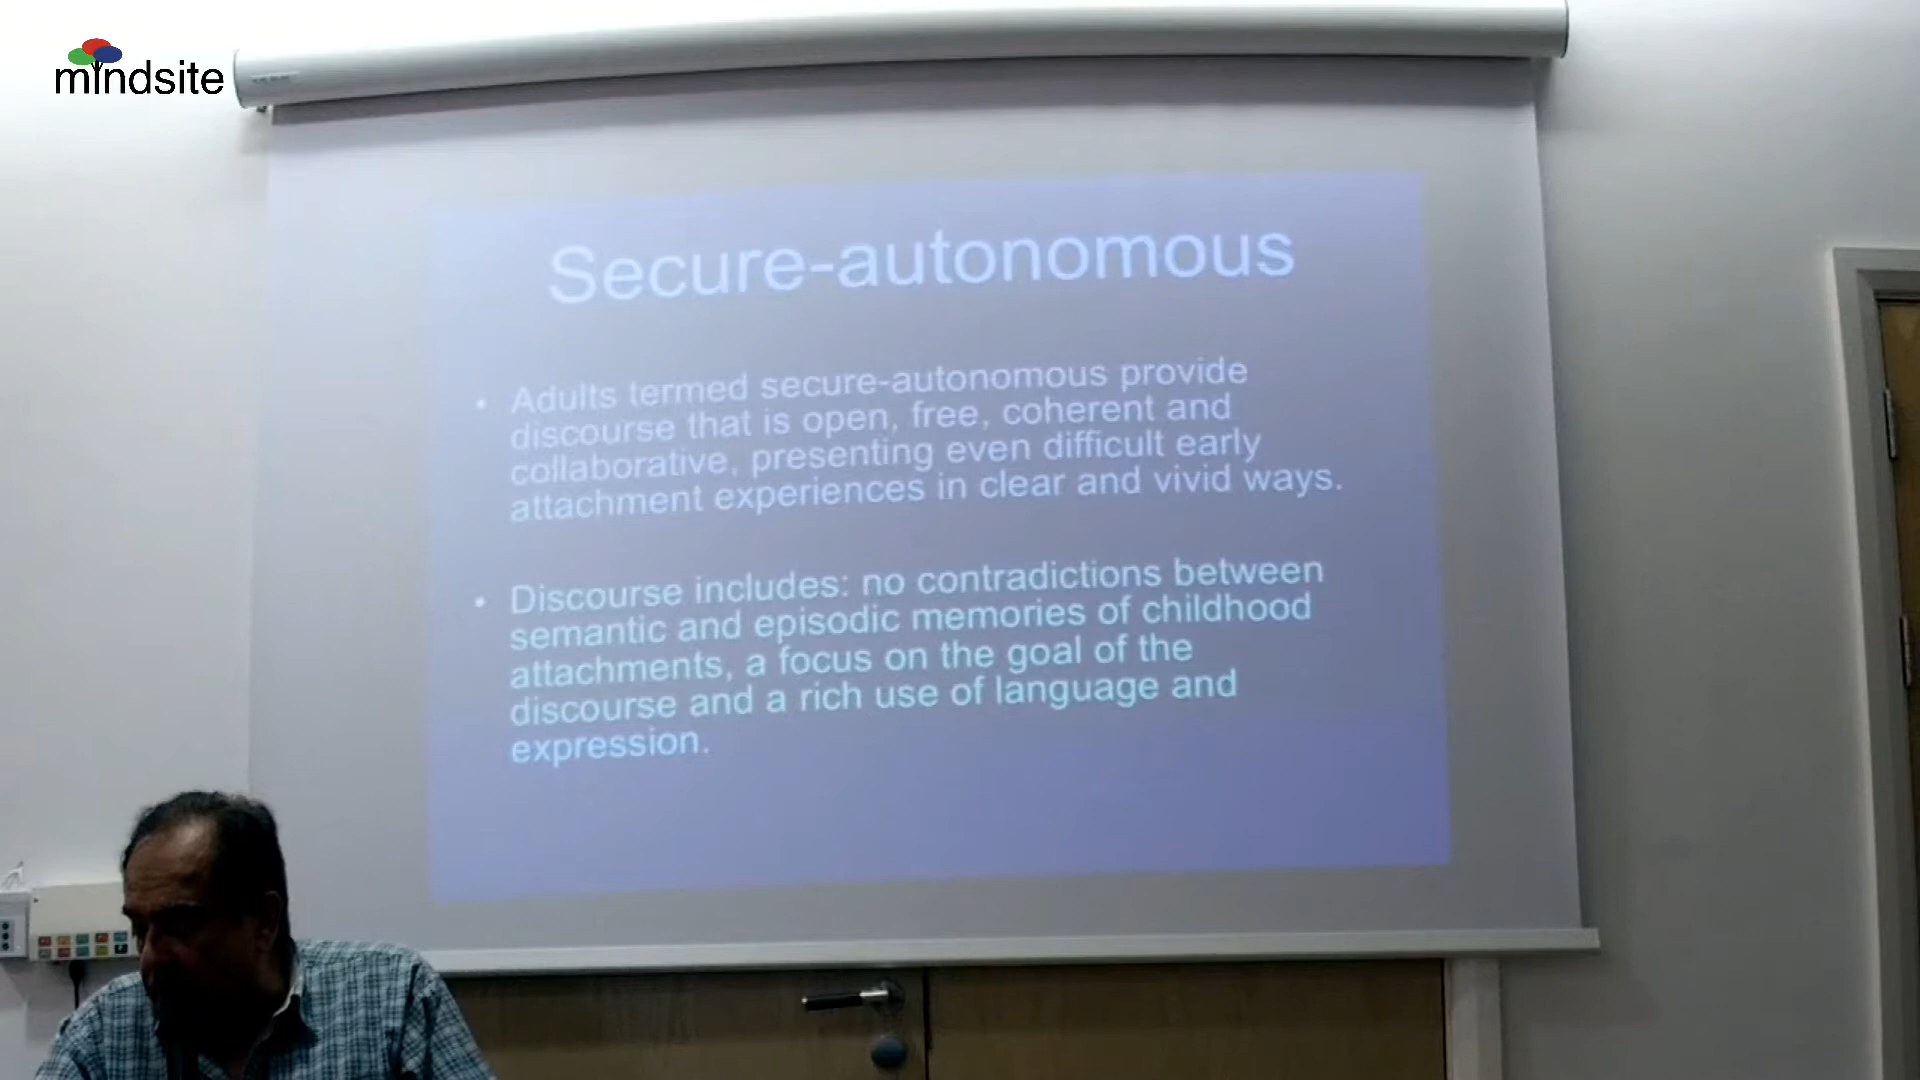 mindsite
Secure-autonomous
• Adults termed secure-autonomous provide
discourse that is open, free, coherent and
collaborative, presenting even difficult early
attachment experiences in clear and vivid ways.
• Discourse includes: no contradictions between
semantic and episodic memories of childhood
attachments, a focus on the goal of the
discourse and a rich use of language and
expression.